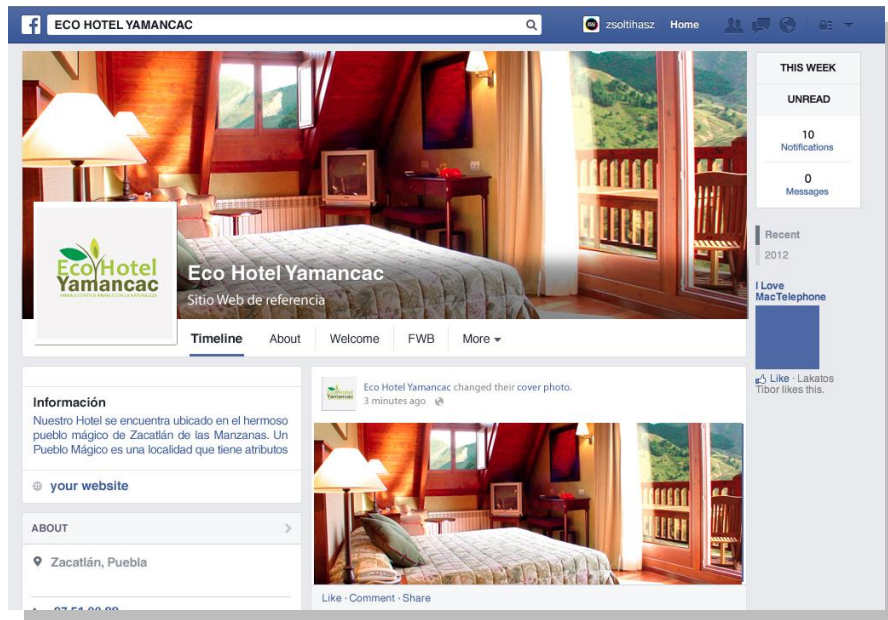 ECO HOTEL YAMANCAC
zsoltihasz
Home
THIS WEEK
UNREAD
10
Notifications
0
Messages
Recent
2012
I Love
MacTelephone
Like · Lakatos
Tibor likes this.
Eco Hotel
Yamancac
Eco Hotel Yamancac
Sitio Web de referencia
Timeline
About
Welcome
FWB
More
Información
Nuestro Hotel se encuentra ubicado en el hermoso
pueblo mágico de Zacatlán de las Manzanas. Un
Pueblo Mágico es una localidad que tiene atributos
your website
ABOUT
Zacatlán, Puebla
Eco Hotel Yamancac changed their cover photo.
3 minutes ago
Like · Comment · Share